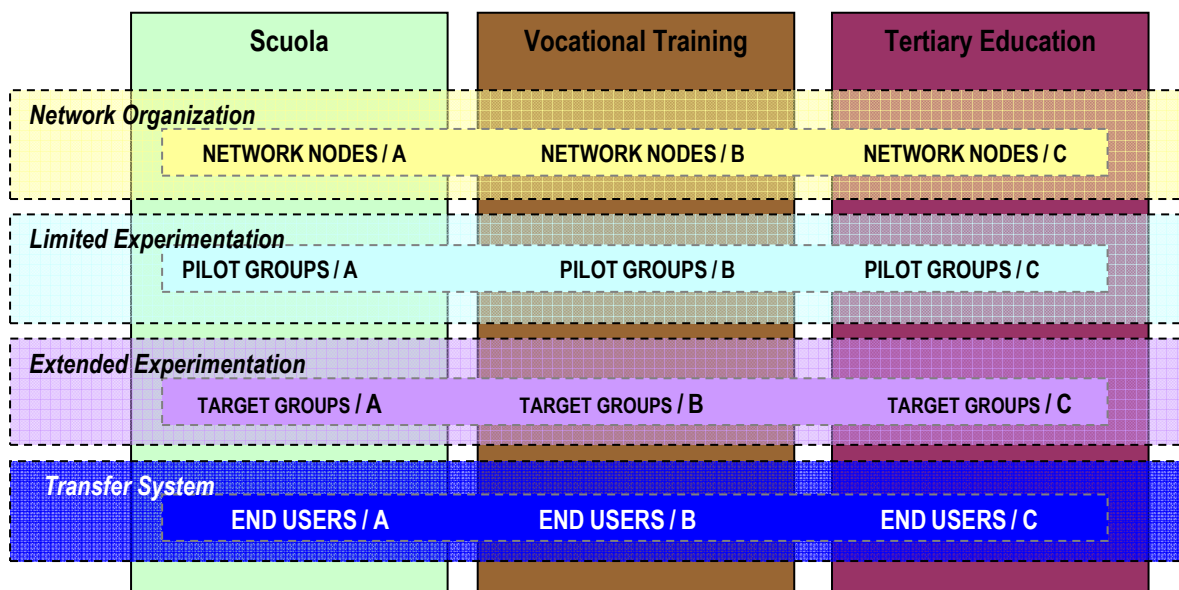 Scuola Vocational Training Tertiary Education
Network Organization
NETWORK NODES / A NETWORK NODES / B NETWORK NODES / C
Limited Experimentation
PILOT GROUPS / A PILOT GROUPS / B PILOT GROUPS / C
Extended Experimentation
TARGET GROUPS / A TARGET GROUPS / B TARGET GROUPS / C
Transfer System
END USERS / A END USERS / B END USERS / C